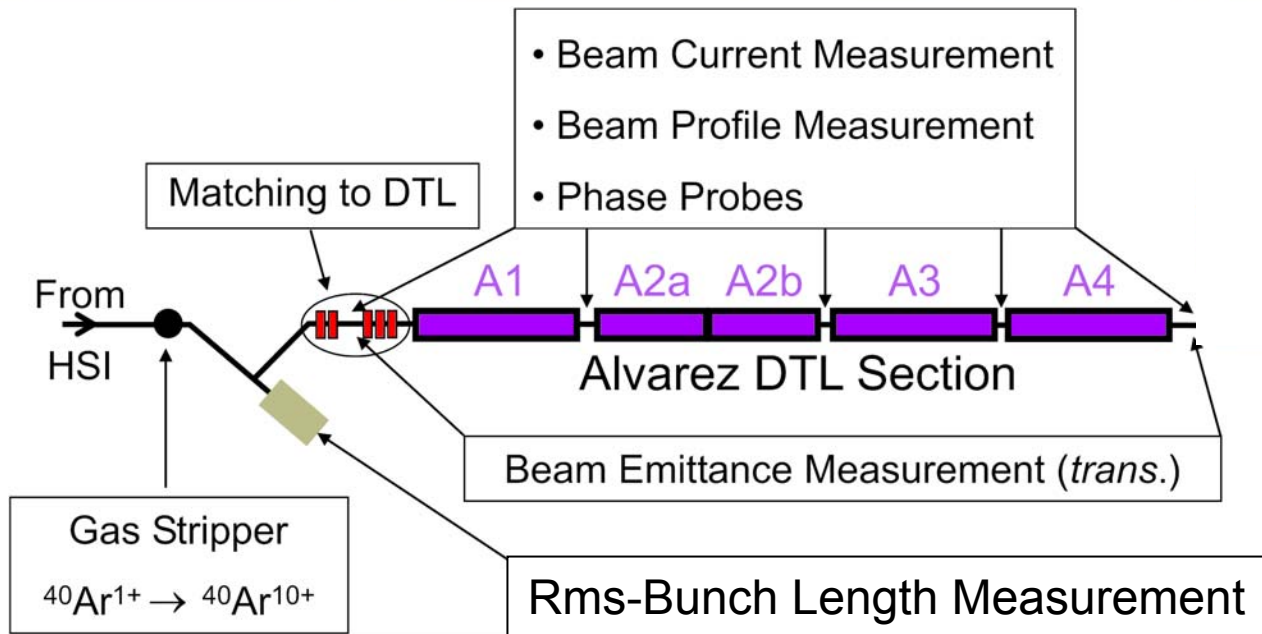 • Beam Current Measurement
• Beam Profile Measurement
• Phase Probes
Matching to DTL
From
HSI
A1
A2a
A2b
A3
A4
Alvarez DTL Section
Beam Emittance Measurement (trans.)
Gas Stripper
⁴⁰Ar¹⁺ → ⁴⁰Ar¹⁰⁺
Rms-Bunch Length Measurement